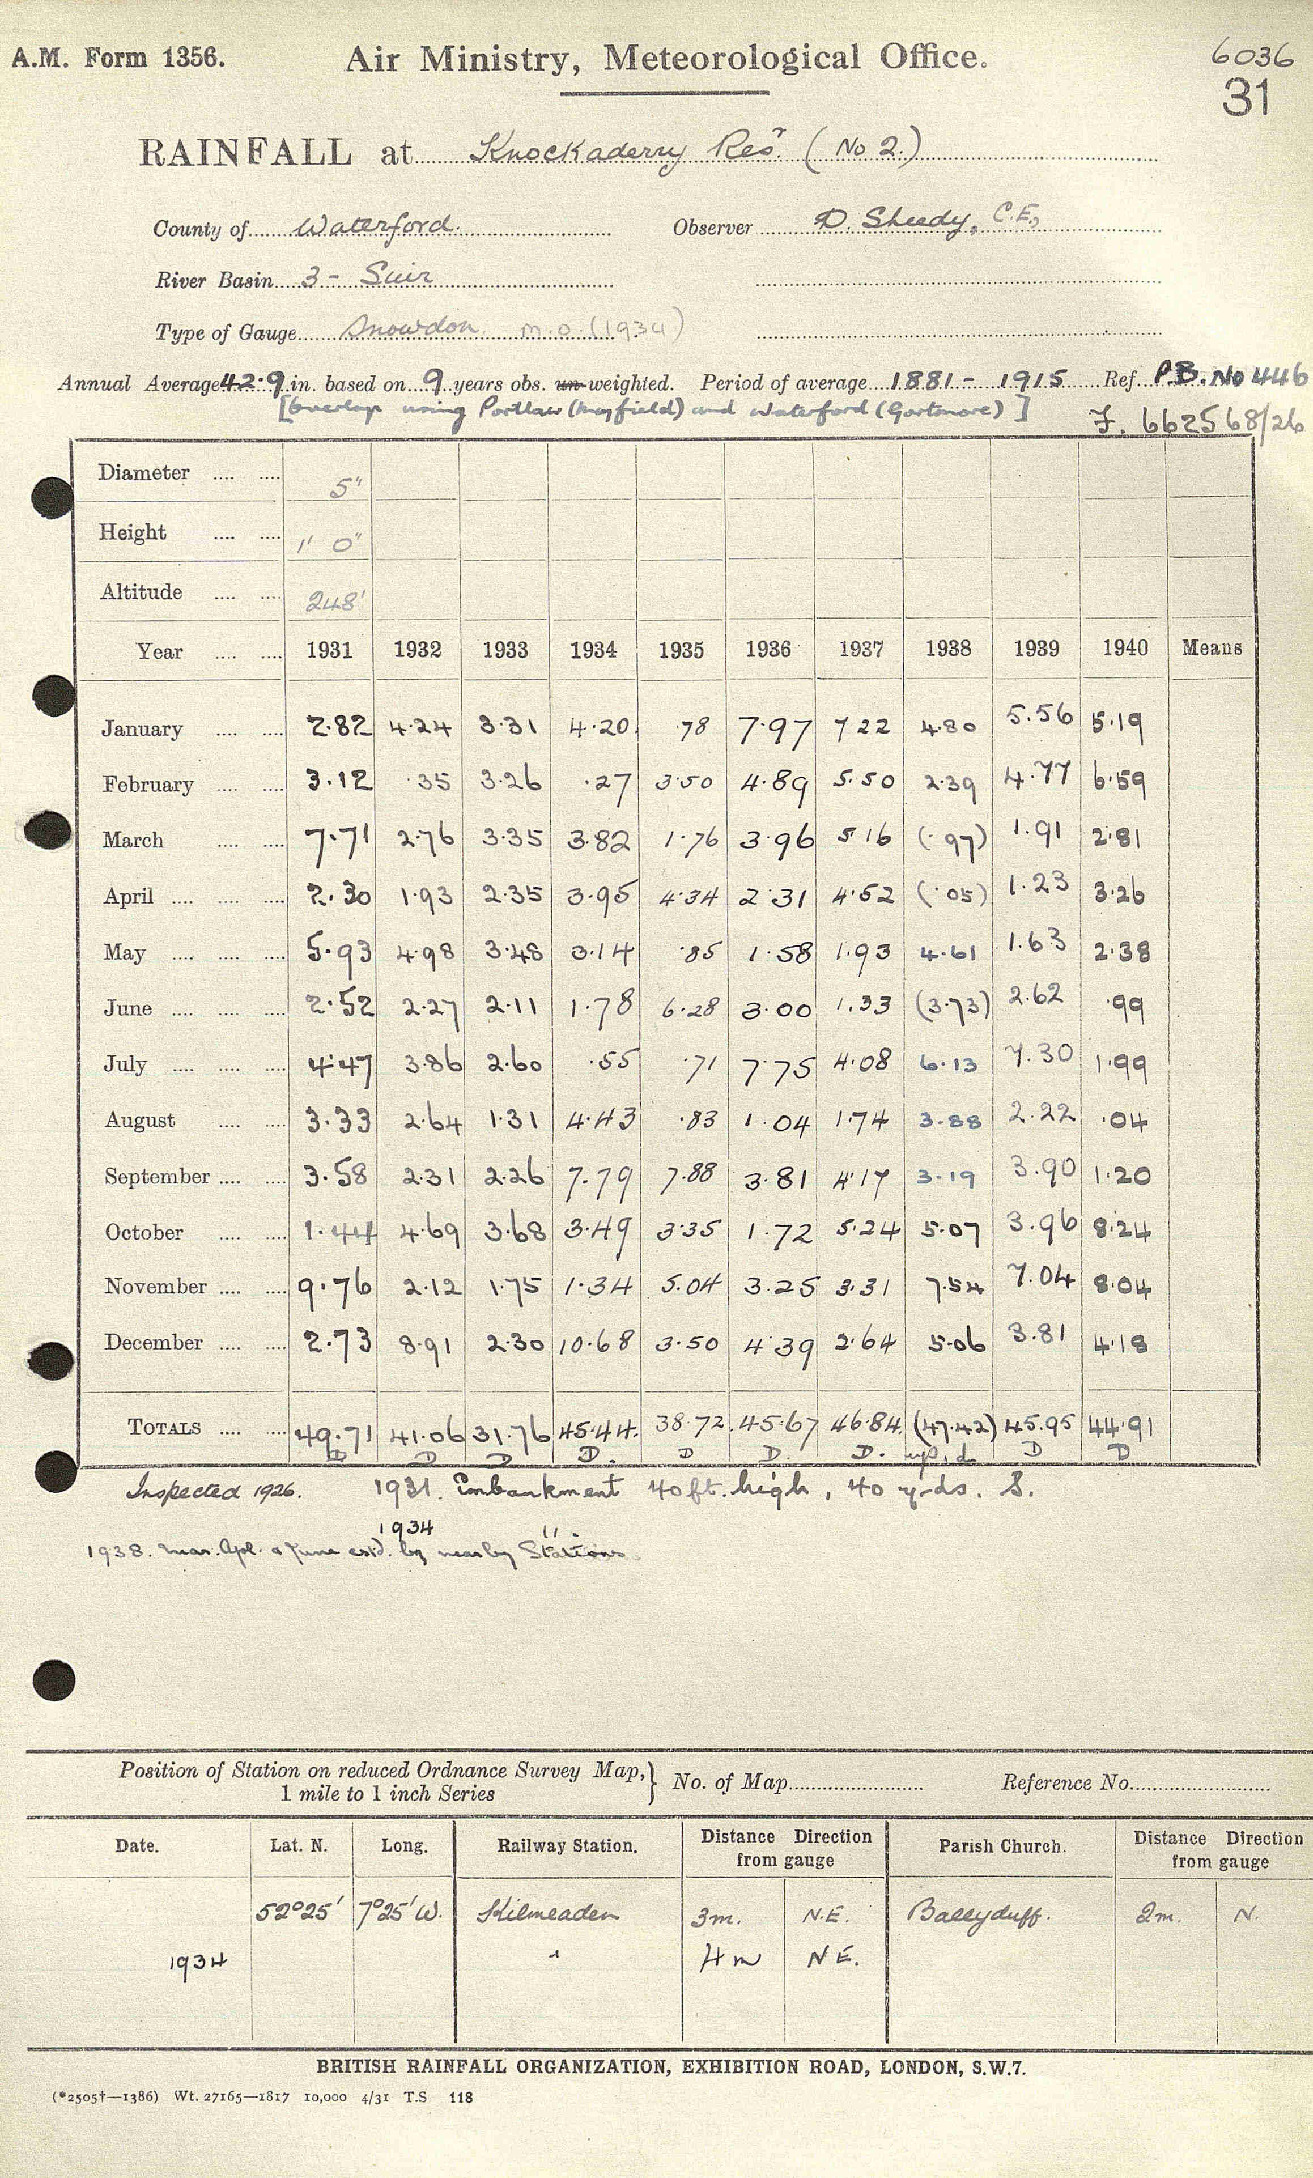 A.M. Form 1356. Air Ministry, Meteorological Office. 6036
31
RAINFALL at Knockaderry Resr. (No 2.)
County of Waterford. Observer D. Sheedy, C.E.,
River Basin 3 - Suir
Type of Gauge Snowdon m.o. (1934)
Annual Average 42.9 in. based on 9 years obs. un-weighted. Period of average 1881 - 1915 Ref. P.B. No 446
[Overlap using Portlaw (Mayfield) and Waterford (Gortmore)] F. 662568/26
Diameter .... .... 5"
Height .... .... 1' 0"
Altitude .... .... 248'
Year .... .... 1931 1932 1933 1934 1935 1936 1937 1938 1939 1940 Means
January .... .... 2.82 4.24 3.31 4.20 .78 7.97 7.22 4.80 5.56 5.19
February .... .... 3.12 .35 3.26 .27 3.50 4.89 5.50 2.39 4.77 6.59
March .... .... 7.71 2.76 3.35 3.82 1.76 3.96 5.16 (.97) 1.91 2.81
April .... .... .... 2.30 1.93 2.35 3.95 4.34 2.31 4.52 (.05) 1.23 3.26
May .... .... .... 5.93 4.98 3.48 3.14 .85 1.58 1.93 4.61 1.63 2.38
June .... .... .... 2.52 2.27 2.11 1.78 6.28 3.00 1.33 (3.73) 2.62 .99
July .... .... .... 4.47 3.86 2.60 .55 .71 7.75 4.08 6.13 7.30 1.99
August .... .... 3.33 2.64 1.31 4.43 .83 1.04 1.74 3.88 2.22 .04
September .... .... 3.58 2.31 2.26 7.79 7.88 3.81 4.17 3.19 3.90 1.20
October .... .... 1.44 4.69 3.68 3.49 3.35 1.72 5.24 5.07 3.96 8.24
November .... .... 9.76 2.12 1.75 1.34 5.04 3.25 3.31 7.54 7.04 8.04
December .... .... 2.73 8.91 2.30 10.68 3.50 4.39 2.64 5.06 3.81 4.18
TOTALS .... .... 49.71 41.06 31.76 45.44. 38.72. 45.67 46.84. (47.42) 45.95 44.91
D D D D. D D. D. D D
Inspected 1926. 1931. Embankment 40 ft. high, 40 yds. S.
1934 " .
1938. Mar. Apl. & June estd. by nearby Stations.
Position of Station on reduced Ordnance Survey Map, } No. of Map Reference No.
1 mile to 1 inch Series
Date. Lat. N. Long. Railway Station. Distance Direction from gauge Parish Church. Distance Direction from gauge
52°25' 7°25' W. Kilmeaden 3m. N.E. Ballyduff. 2m. N.
1934 " 4m N E.
BRITISH RAINFALL ORGANIZATION, EXHIBITION ROAD, LONDON, S.W.7.
(*2505†—1386) Wt. 27165—1817 10,000 4/31 T.S 118